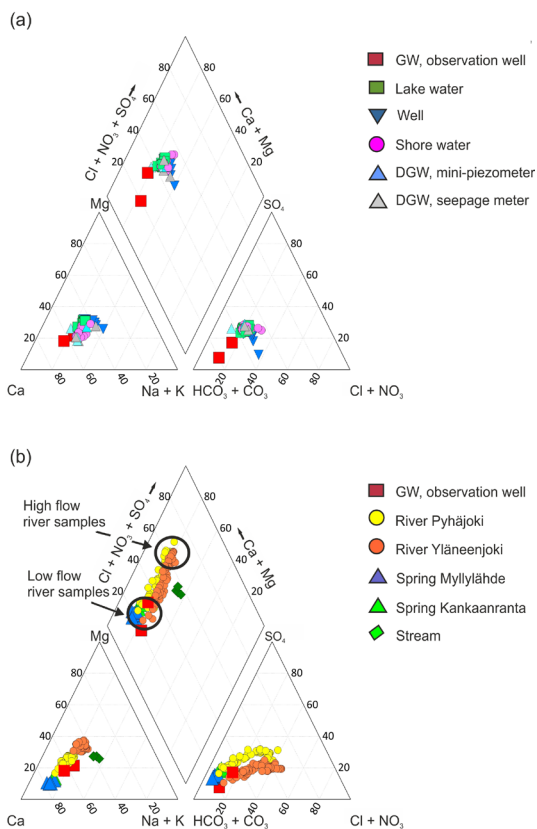 (a)
Cl + NO3 + SO4
Ca + Mg
80
80
60
60
40
40
20
20
Mg
SO4
80
80
60
60
40
40
20
20
80
60
40
20
20
40
60
80
Ca
Na + K
HCO3 + CO3
Cl + NO3
GW, observation well
Lake water
Well
Shore water
DGW, mini-piezometer
DGW, seepage meter
(b)
High flow
river samples
Low flow
river samples
Cl + NO3 + SO4
Ca + Mg
80
80
60
60
40
40
20
20
Mg
SO4
80
80
60
60
40
40
20
20
80
60
40
20
20
40
60
80
Ca
Na + K
HCO3 + CO3
Cl + NO3
GW, observation well
River Pyhäjoki
River Yläneenjoki
Spring Myllylähde
Spring Kankaanranta
Stream